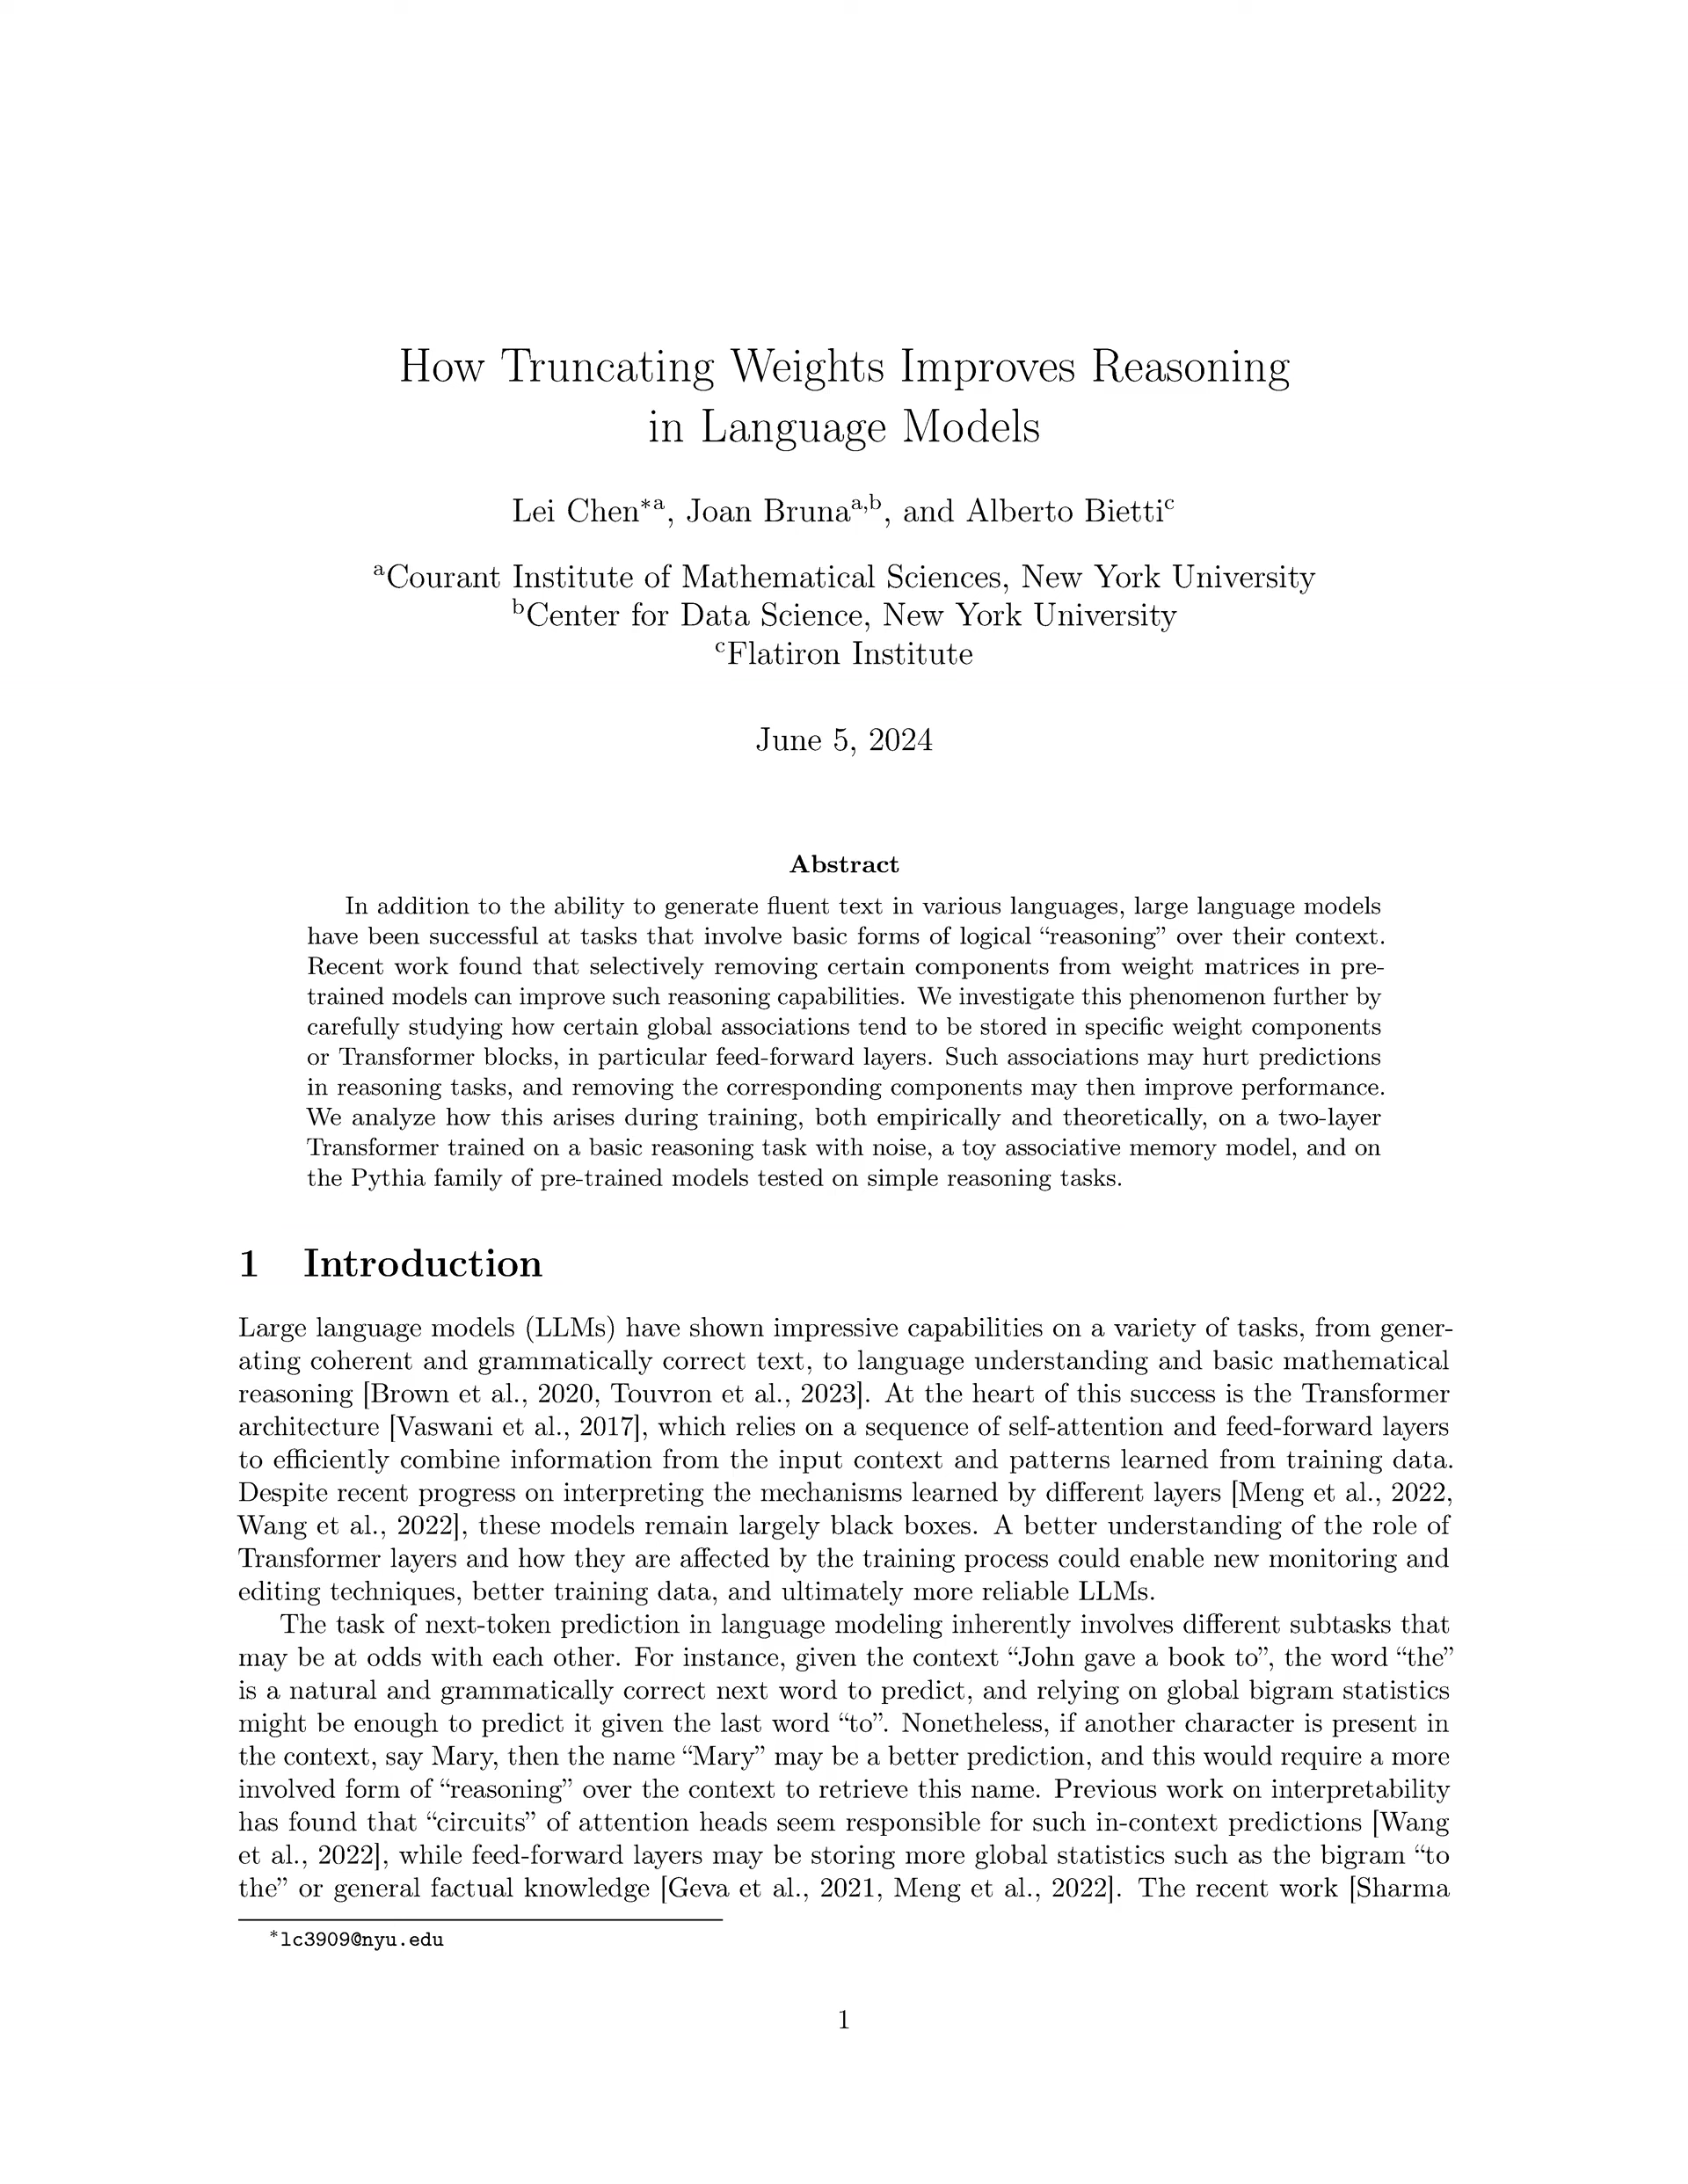 How Truncating Weights Improves Reasoning
in Language Models
Lei Chen*a, Joan Brunaa,b, and Alberto Biettic
aCourant Institute of Mathematical Sciences, New York University
bCenter for Data Science, New York University
cFlatiron Institute
June 5, 2024
Abstract
In addition to the ability to generate fluent text in various languages, large language models
have been successful at tasks that involve basic forms of logical “reasoning” over their context.
Recent work found that selectively removing certain components from weight matrices in pre-
trained models can improve such reasoning capabilities. We investigate this phenomenon further by
carefully studying how certain global associations tend to be stored in specific weight components
or Transformer blocks, in particular feed-forward layers. Such associations may hurt predictions
in reasoning tasks, and removing the corresponding components may then improve performance.
We analyze how this arises during training, both empirically and theoretically, on a two-layer
Transformer trained on a basic reasoning task with noise, a toy associative memory model, and on
the Pythia family of pre-trained models tested on simple reasoning tasks.
1 Introduction
Large language models (LLMs) have shown impressive capabilities on a variety of tasks, from gener-
ating coherent and grammatically correct text, to language understanding and basic mathematical
reasoning [Brown et al., 2020, Touvron et al., 2023]. At the heart of this success is the Transformer
architecture [Vaswani et al., 2017], which relies on a sequence of self-attention and feed-forward layers
to efficiently combine information from the input context and patterns learned from training data.
Despite recent progress on interpreting the mechanisms learned by different layers [Meng et al., 2022,
Wang et al., 2022], these models remain largely black boxes. A better understanding of the role of
Transformer layers and how they are affected by the training process could enable new monitoring and
editing techniques, better training data, and ultimately more reliable LLMs.
The task of next-token prediction in language modeling inherently involves different subtasks that
may be at odds with each other. For instance, given the context “John gave a book to”, the word “the”
is a natural and grammatically correct next word to predict, and relying on global bigram statistics
might be enough to predict it given the last word “to”. Nonetheless, if another character is present in
the context, say Mary, then the name “Mary” may be a better prediction, and this would require a more
involved form of “reasoning” over the context to retrieve this name. Previous work on interpretability
has found that “circuits” of attention heads seem responsible for such in-context predictions [Wang
et al., 2022], while feed-forward layers may be storing more global statistics such as the bigram “to
the” or general factual knowledge [Geva et al., 2021, Meng et al., 2022]. The recent work [Sharma
*lc3909@nyu.edu
1